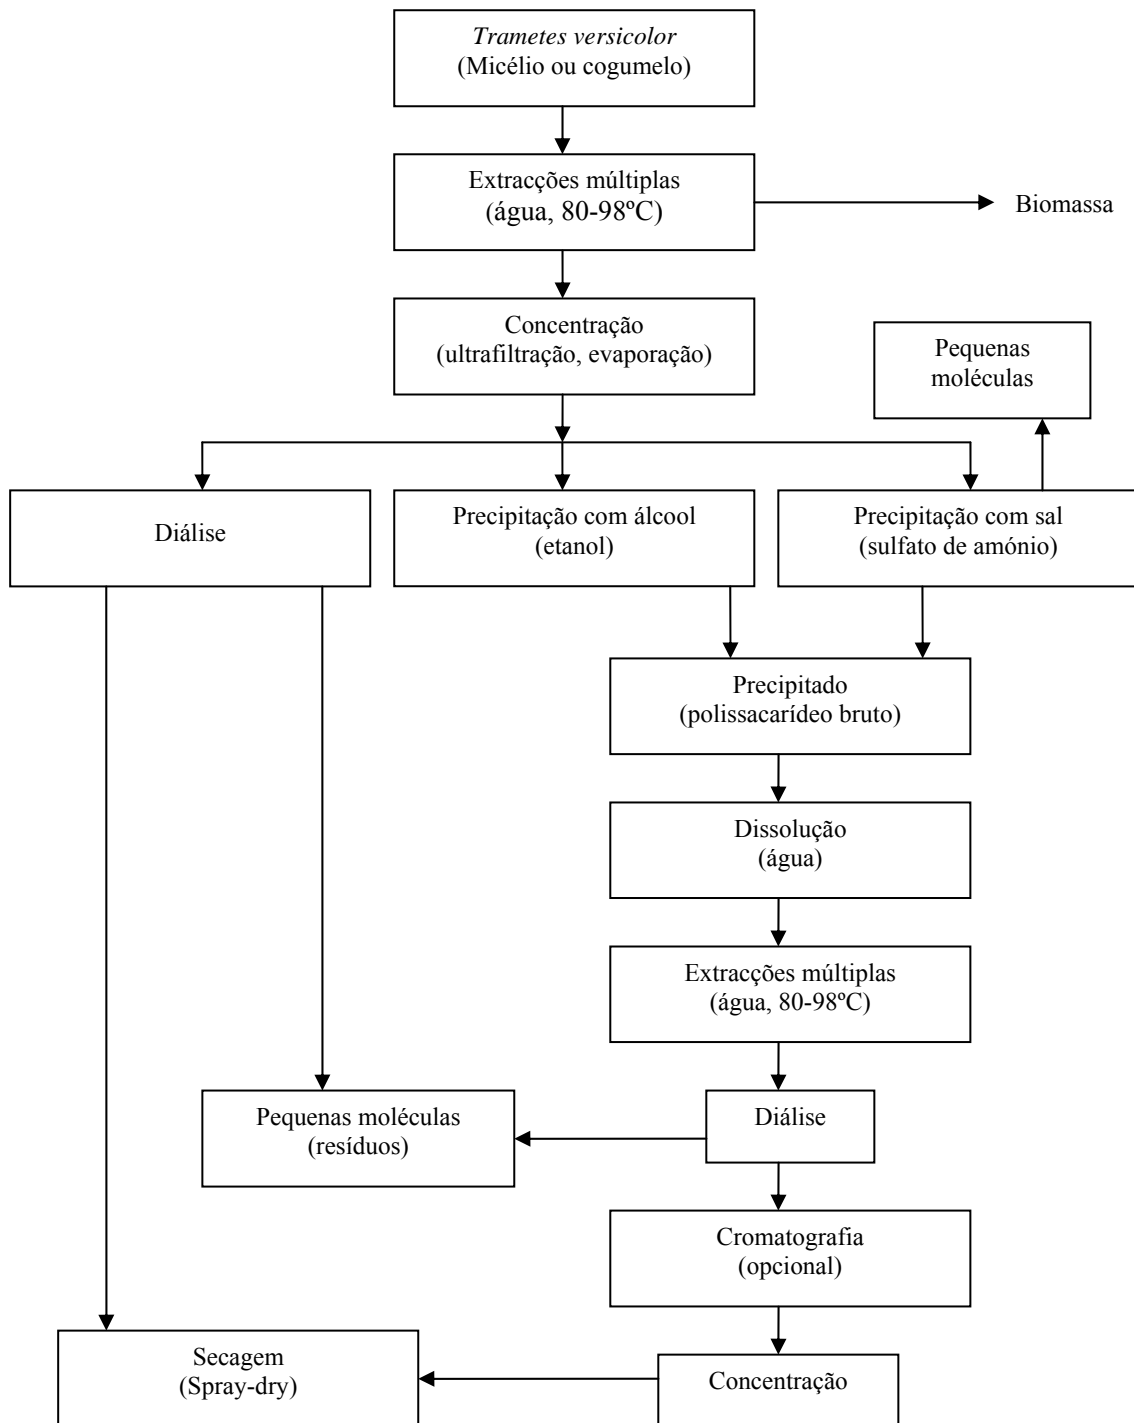 Trametes versicolor
(Micélio ou cogumelo)
Extracções múltiplas
(água, 80-98ºC)
Biomassa
Concentração
(ultrafiltração, evaporação)
Pequenas
moléculas
Diálise
Precipitação com álcool
(etanol)
Precipitação com sal
(sulfato de amónio)
Precipitado
(polissacarídeo bruto)
Dissolução
(água)
Extracções múltiplas
(água, 80-98ºC)
Pequenas moléculas
(resíduos)
Diálise
Cromatografia
(opcional)
Secagem
(Spray-dry)
Concentração